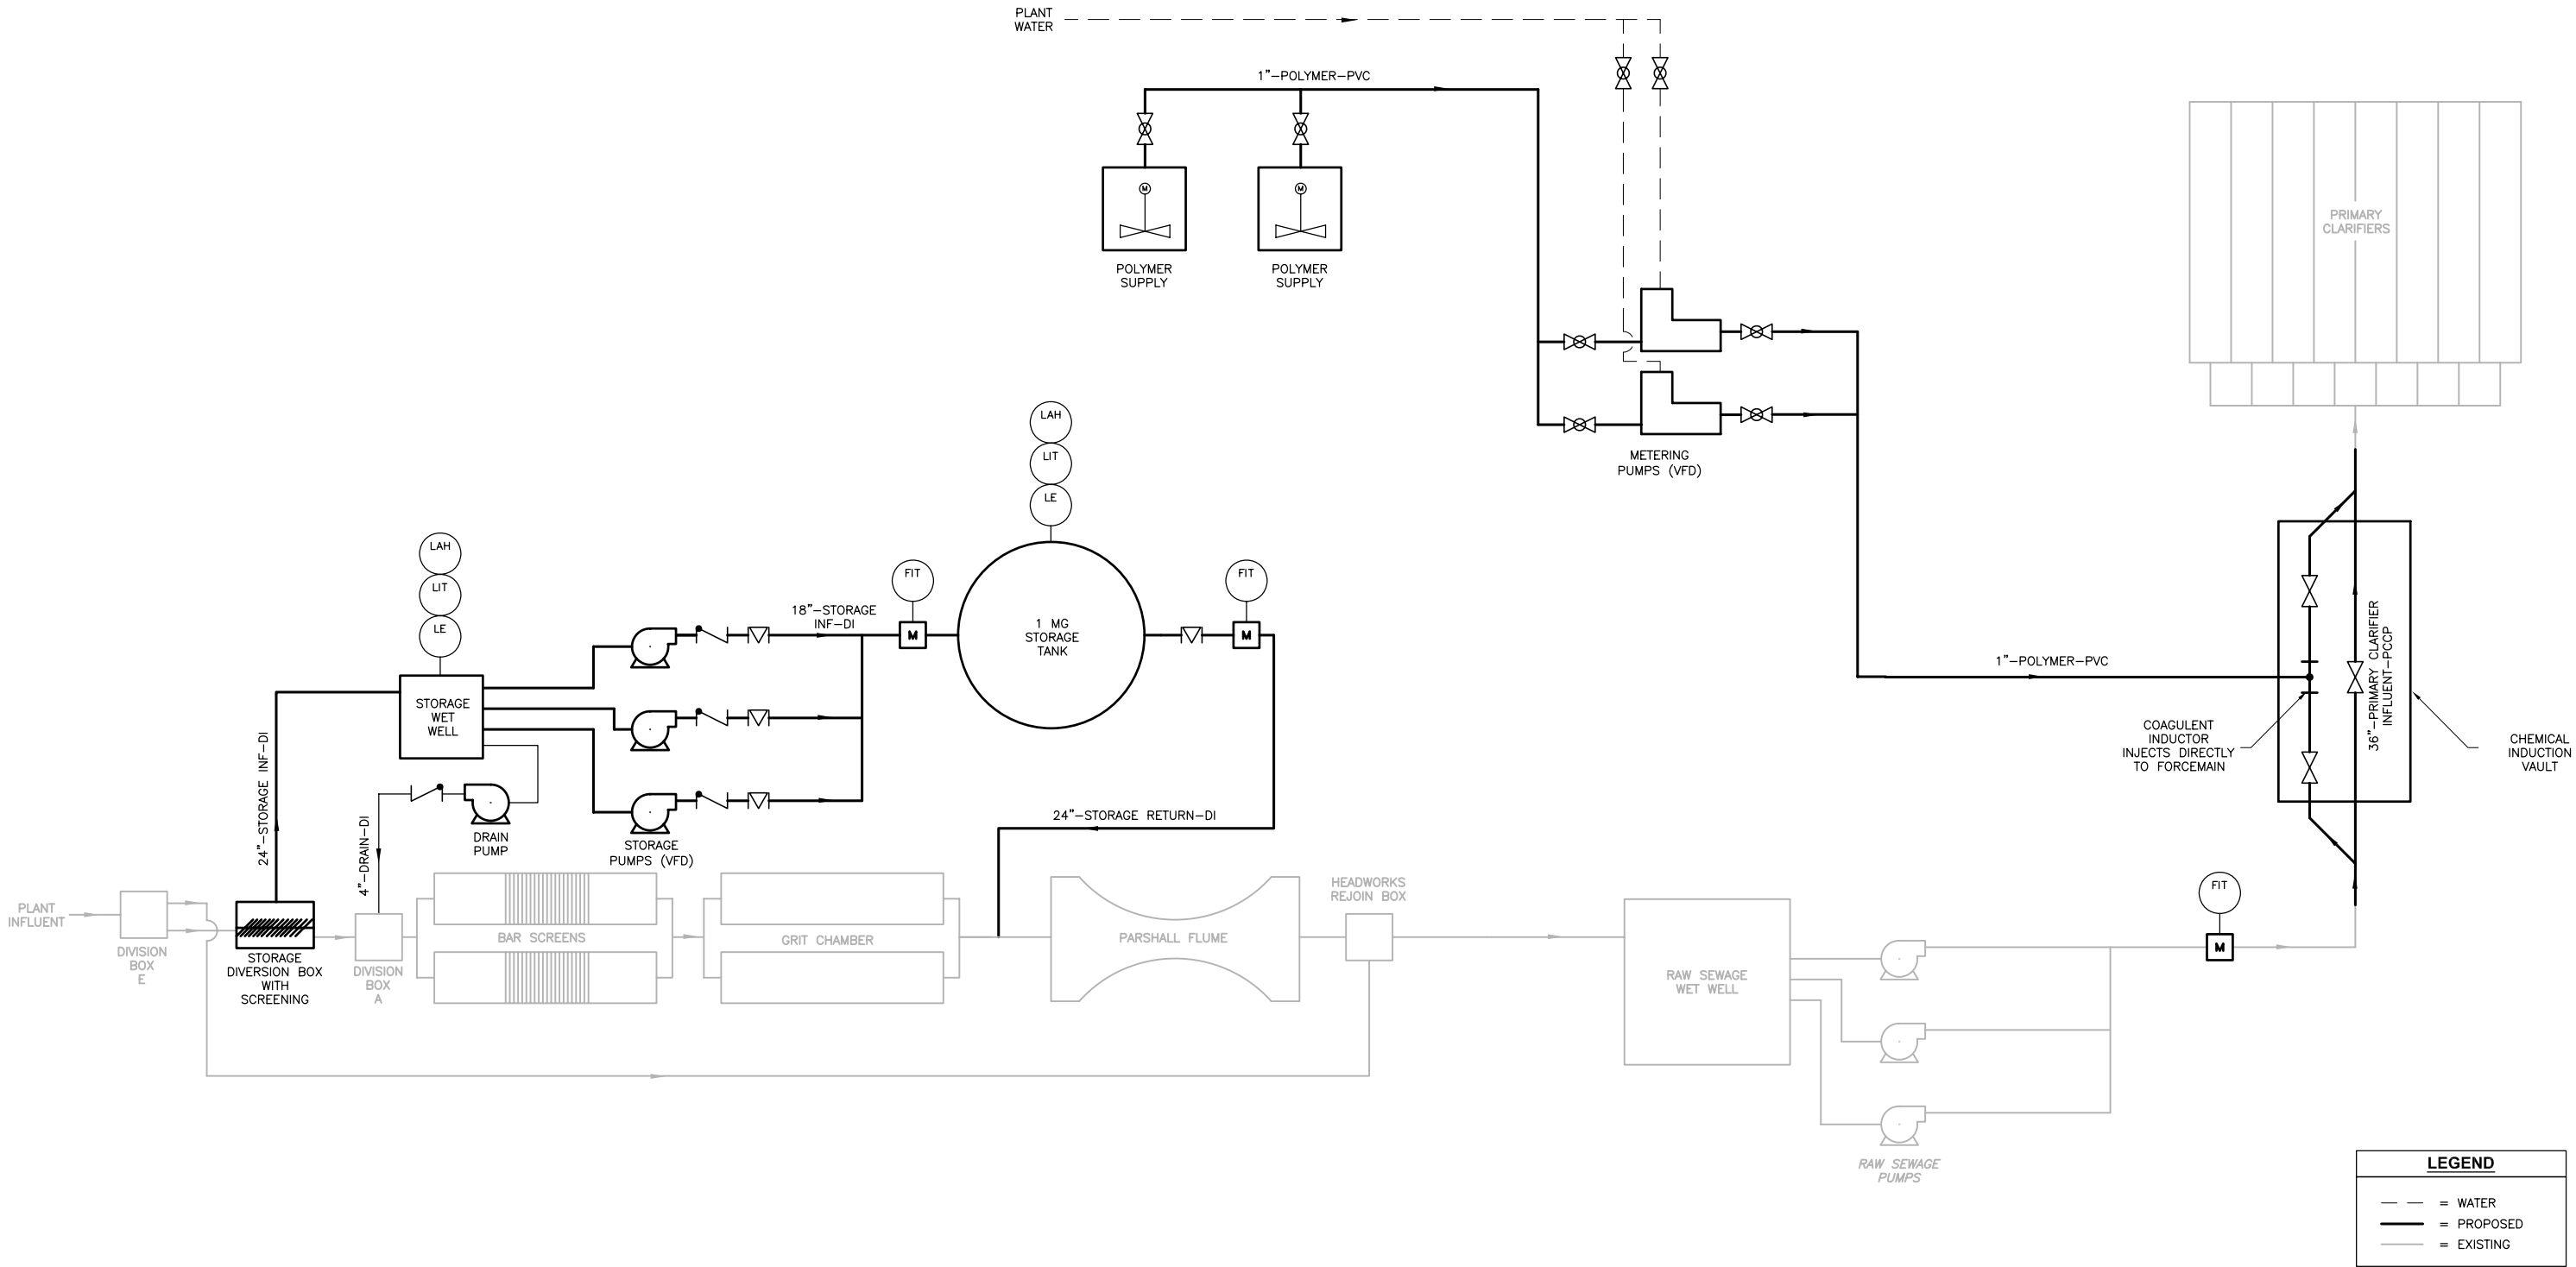 PLANT
WATER
1"-POLYMER-PVC
M
M
POLYMER
SUPPLY
POLYMER
SUPPLY
PRIMARY
CLARIFIERS
METERING
PUMPS (VFD)
LAH
LIT
LE
LAH
LIT
LE
FIT
FIT
18"-STORAGE
INF-DI
M
1 MG
STORAGE
TANK
M
STORAGE
WET
WELL
24"-STORAGE INF-DI
4"-DRAIN-DI
DRAIN
PUMP
STORAGE
PUMPS (VFD)
24"-STORAGE RETURN-DI
1"-POLYMER-PVC
36"-PRIMARY CLARIFIER
INFLUENT-PCCP
COAGULENT
INDUCTOR
INJECTS DIRECTLY
TO FORCEMAIN
CHEMICAL
INDUCTION
VAULT
PLANT
INFLUENT
DIVISION
BOX
E
STORAGE
DIVERSION BOX
WITH
SCREENING
DIVISION
BOX
A
BAR SCREENS
GRIT CHAMBER
PARSHALL FLUME
HEADWORKS
REJOIN BOX
RAW SEWAGE
WET WELL
RAW SEWAGE
PUMPS
FIT
M
LEGEND
= WATER
= PROPOSED
= EXISTING